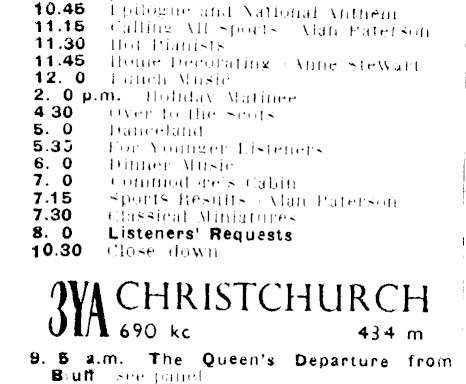 10.45 Epilogue and National Anthem
11.15 Calling All Sports Alan Paterson
11.30 Hot Pianists
11.45 Home Decorating Anne Stewart
12. 0 Lunch Music
2. 0 p.m. Holiday Matinee
4 30 Over to the Scots
5. 0 Danceland
5.35 For Younger Listeners
6. 0 Dinner Music
7. 0 Commodore's Cabin
7.15 Sports Results Alan Paterson
7.30 Classical Miniatures
8. 0 Listeners' Requests
10.30 Close down
3YA CHRISTCHURCH
690 kc 434 m
9. 5 a.m. The Queen's Departure from
Bluff see panel